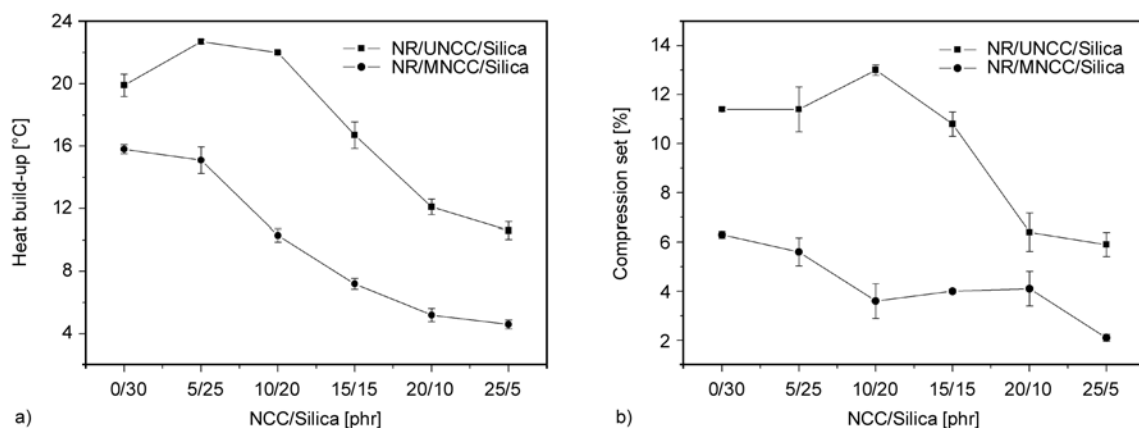 24
20
16
12
8
4
Heat build-up [°C]
NR/UNCC/Silica
NR/MNCC/Silica
0/30 5/25 10/20 15/15 20/10 25/5
a) NCC/Silica [phr]
14
12
10
8
6
4
2
Compression set [%]
NR/UNCC/Silica
NR/MNCC/Silica
0/30 5/25 10/20 15/15 20/10 25/5
b) NCC/Silica [phr]